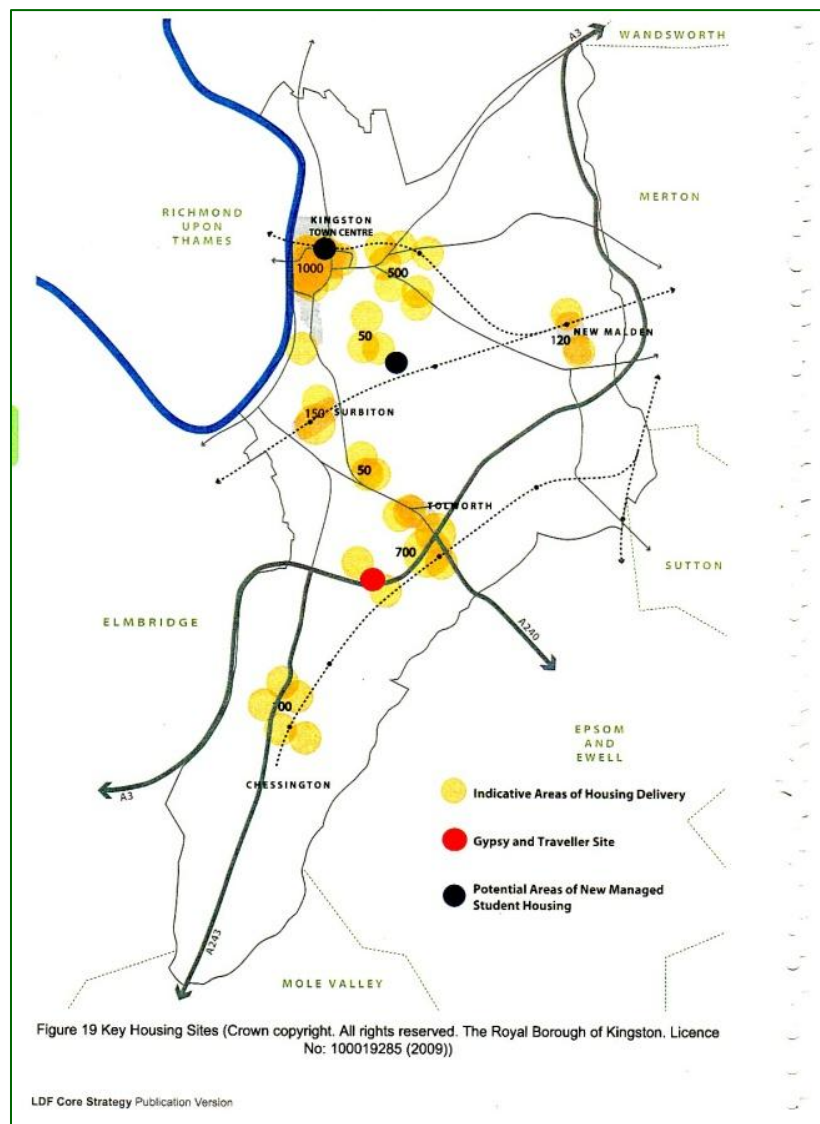 A3
WANDSWORTH
MERTON
RICHMOND
UPON
THAMES
KINGSTON
TOWN CENTRE
1000
500
50
120
NEW MALDEN
150
SURBITON
50
TOLWORTH
700
SUTTON
ELMBRIDGE
A240
EPSOM
AND
EWELL
CHESSINGTON
A3
Indicative Areas of Housing Delivery
Gypsy and Traveller Site
Potential Areas of New Managed
Student Housing
A243
MOLE VALLEY
Figure 19 Key Housing Sites (Crown copyright. All rights reserved. The Royal Borough of Kingston. Licence
No: 100019285 (2009))
LDF Core Strategy Publication Version